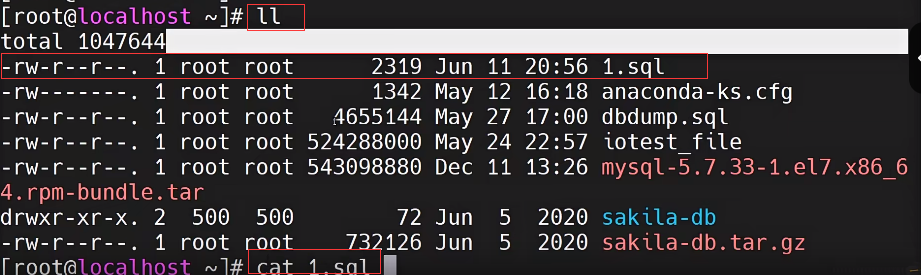 [root@localhost ~]# ll
total 1047644
-rw-r--r--. 1 root root      2319 Jun 11 20:56 1.sql
-rw-------. 1 root root      1342 May 12 16:18 anaconda-ks.cfg
-rw-r--r--. 1 root root   4655144 May 27 17:00 dbdump.sql
-rw-r--r--. 1 root root 524288000 May 24 22:57 iotest_file
-rw-r--r--. 1 root root 543098880 Dec 11 13:26 mysql-5.7.33-1.el7.x86_6
4.rpm-bundle.tar
drwxr-xr-x. 2  500  500        72 Jun  5  2020 sakila-db
-rw-r--r--. 1 root root    732126 Jun  5  2020 sakila-db.tar.gz
[root@localhost ~]# cat 1.sql